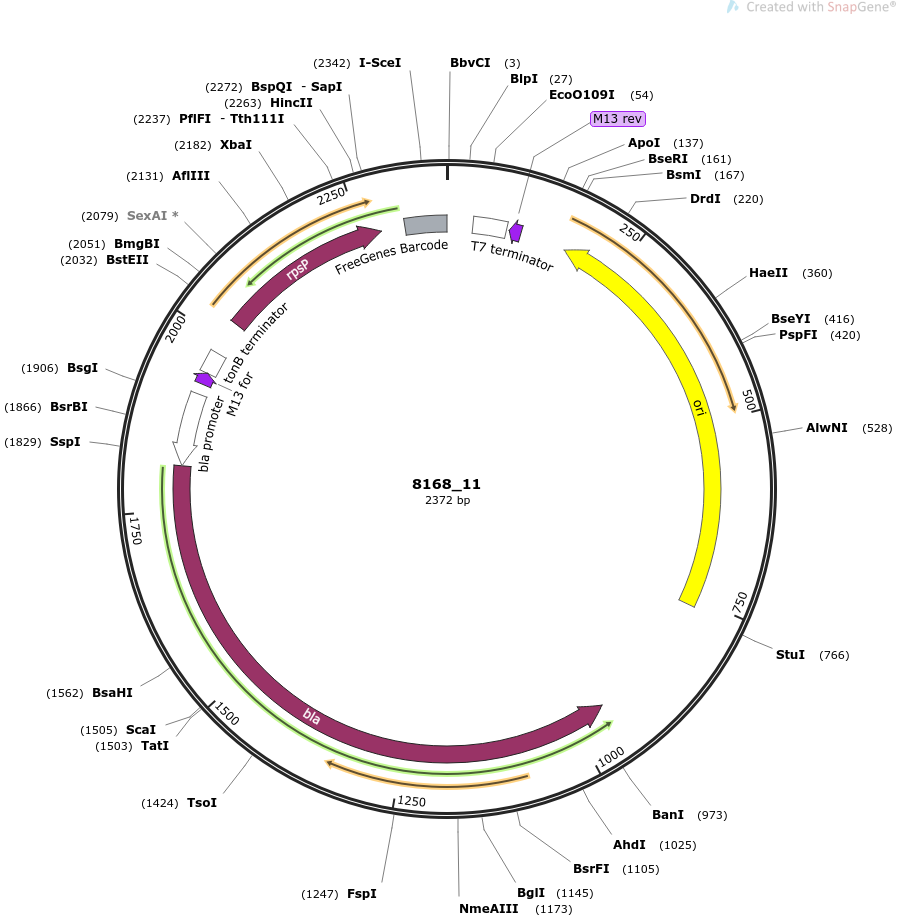 Created with SnapGene®
(2342) I-SceI
BbvCI (3)
(2272) BspQI - SapI
BlpI (27)
(2263) HincII
EcoO109I (54)
(2237) PflFI - Tth111I
M13 rev
(2182) XbaI
ApoI (137)
BseRI (161)
(2131) AflIII
BsmI (167)
DrdI (220)
(2079) SexAI *
(2051) BmgBI
(2032) BstEII
HaeII (360)
BseYI (416)
PspFI (420)
(1906) BsgI
(1866) BsrBI
AlwNI (528)
(1829) SspI
2250
250
2000
500
1750
750
1500
1000
1250
rpsP
FreeGenes Barcode
T7 terminator
tonB terminator
M13 for
bla promoter
ori
bla
8168_11
2372 bp
StuI (766)
(1562) BsaHI
(1505) ScaI
(1503) TatI
(1424) TsoI
BanI (973)
AhdI (1025)
BsrFI (1105)
(1247) FspI
BglI (1145)
NmeAIII (1173)